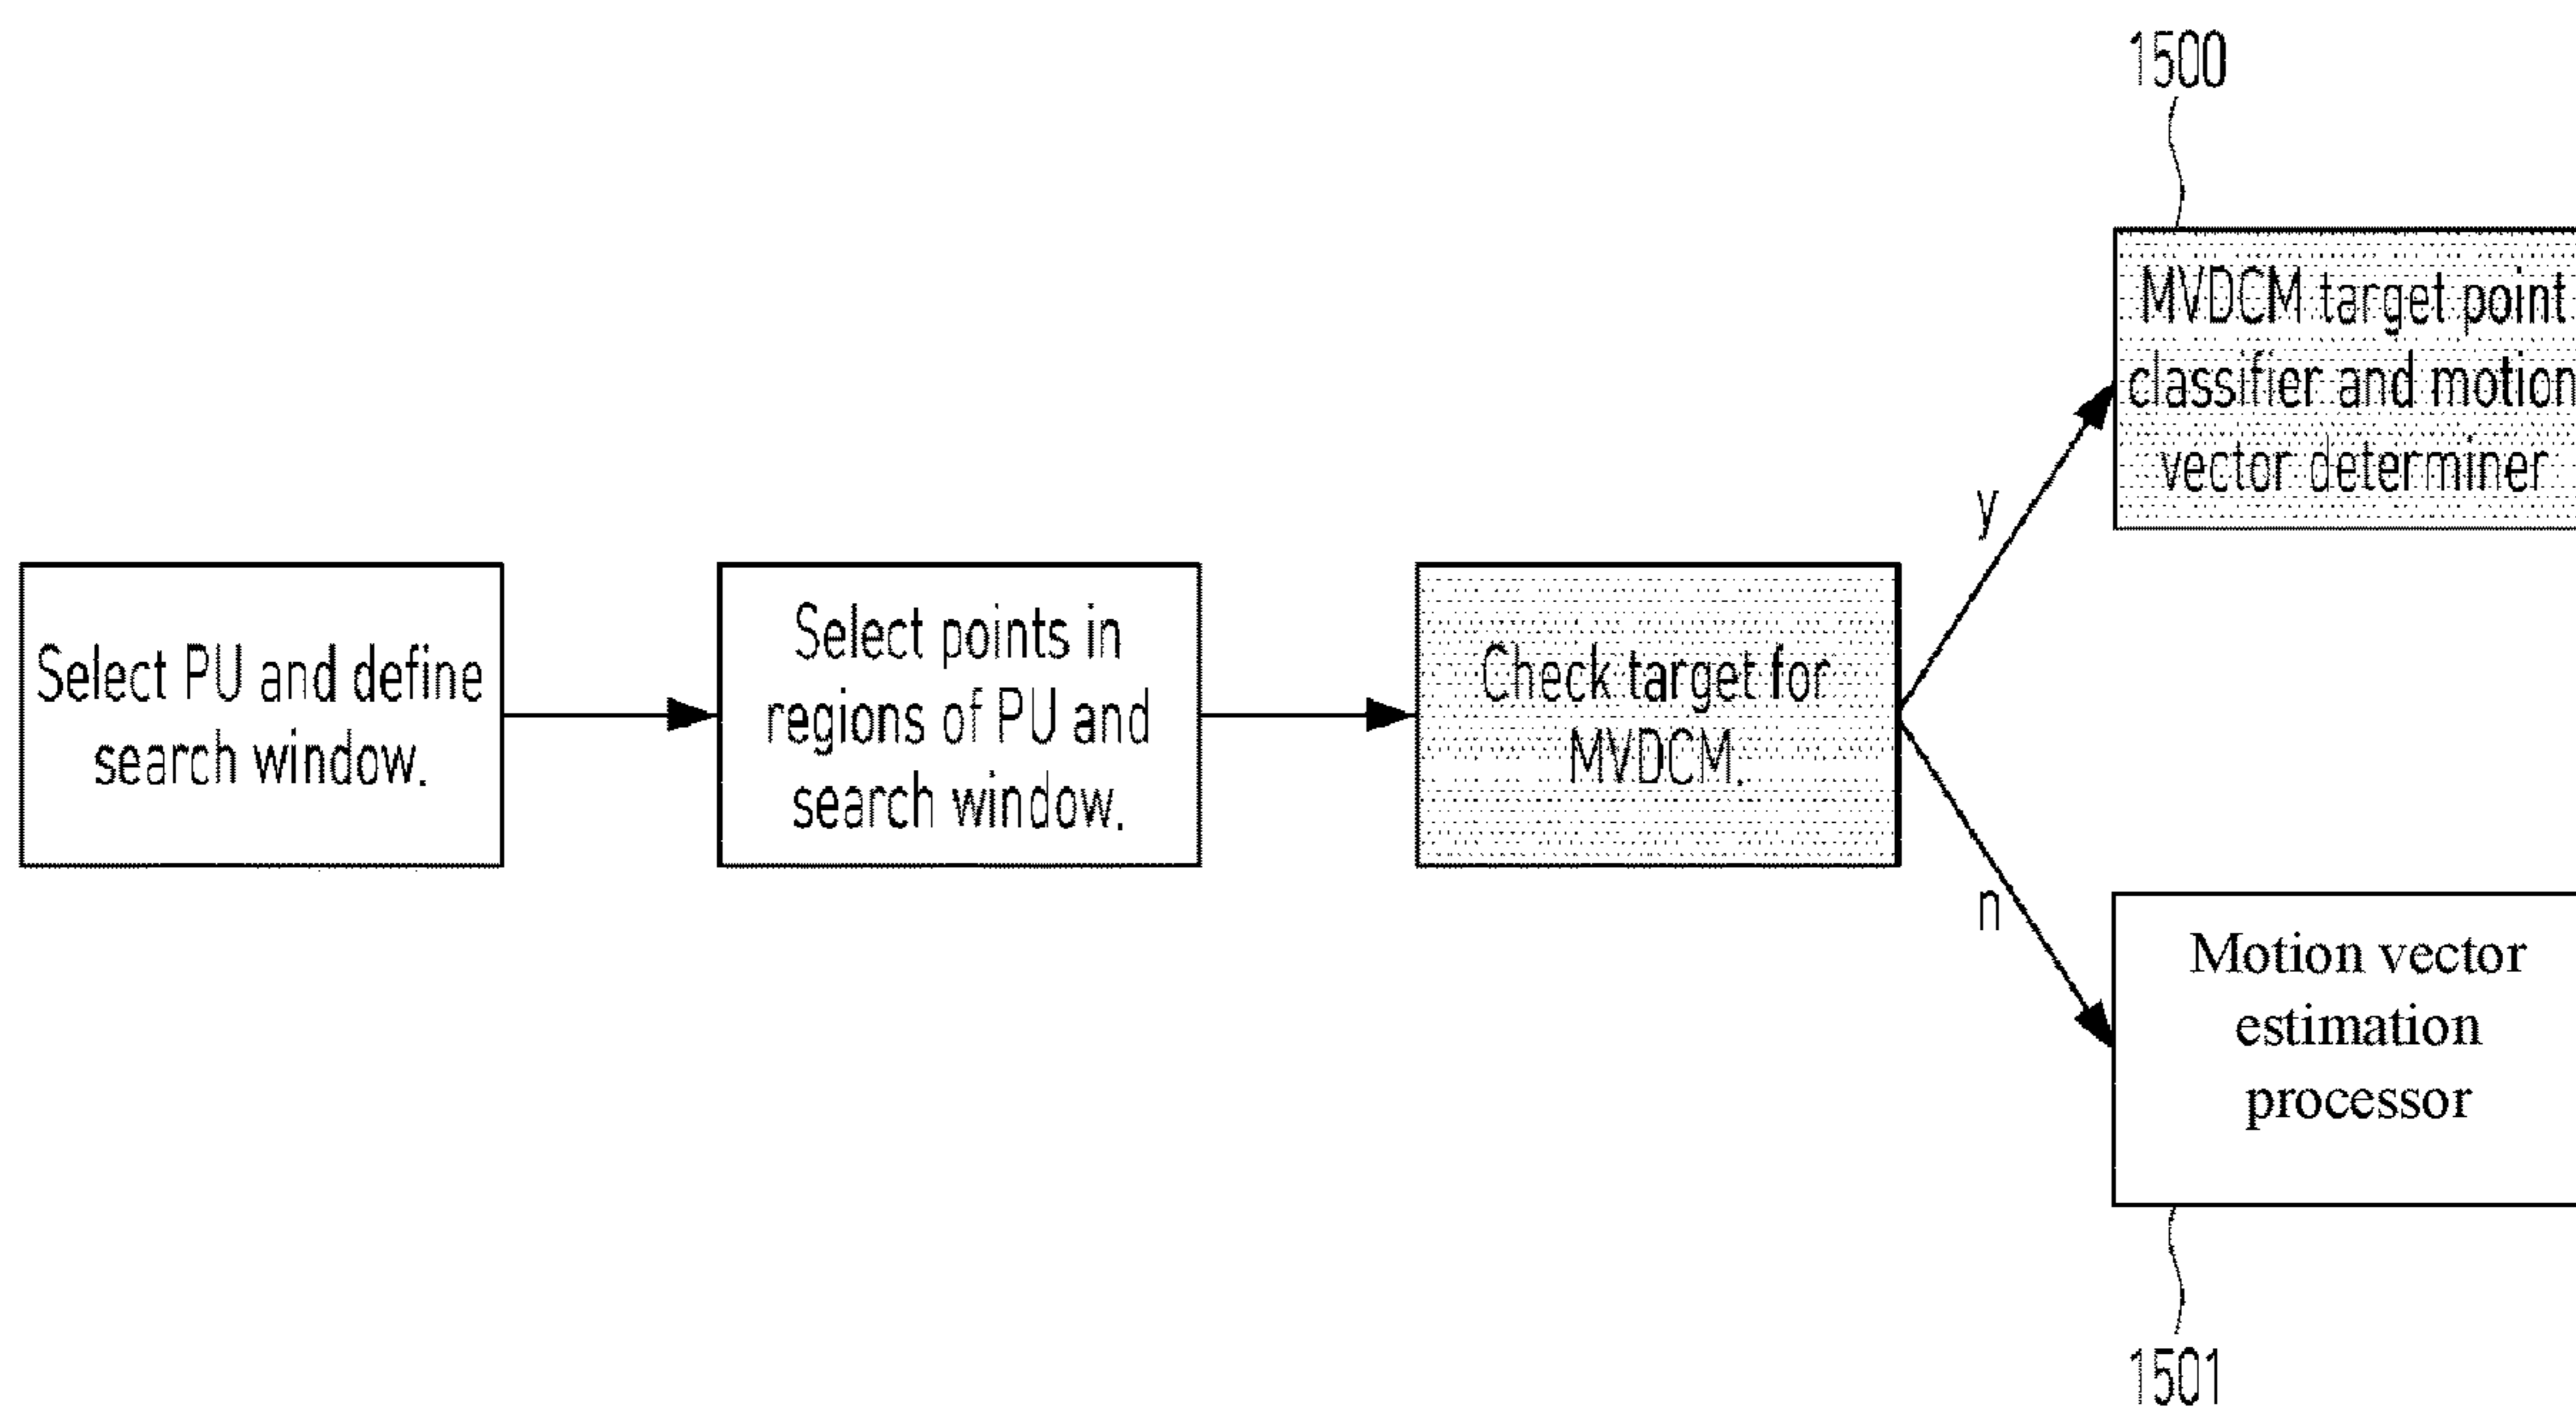 1500
MVDCM target point
classifier and motion
vector determiner
y
Select PU and define
search window.
Select points in
regions of PU and
search window.
Check target for
MVDCM.
n
Motion vector
estimation
processor
1501